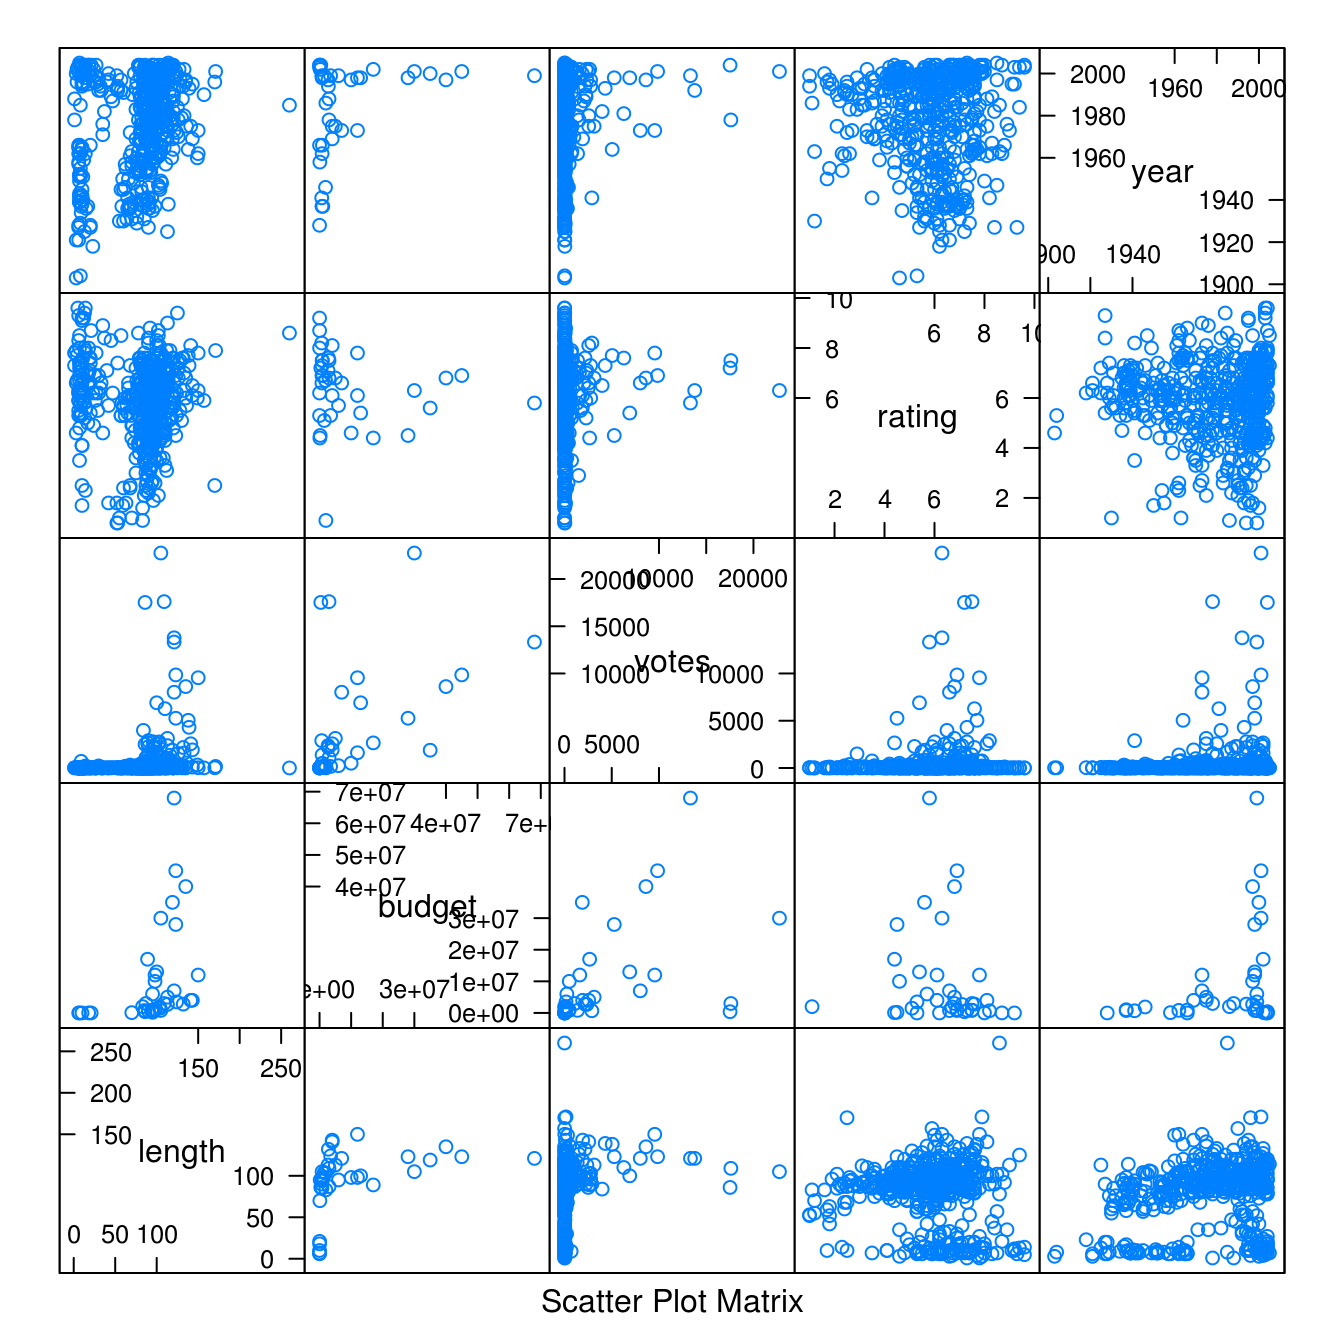 2000
1980
1960
1960 2000
year
1940
1920
1900
900 1940
10
8
6
6 8 10
rating
6
4
2
2 4 6
20000
15000
10000
10000 20000
votes
10000
5000
0
0 5000
7e+07
6e+07
5e+07
4e+07
4e+07 7e+
budget
3e+07
2e+07
1e+07
0e+00
e+00 3e+07
250
200
150
150 250
length
100
50
0
0 50 100
Scatter Plot Matrix